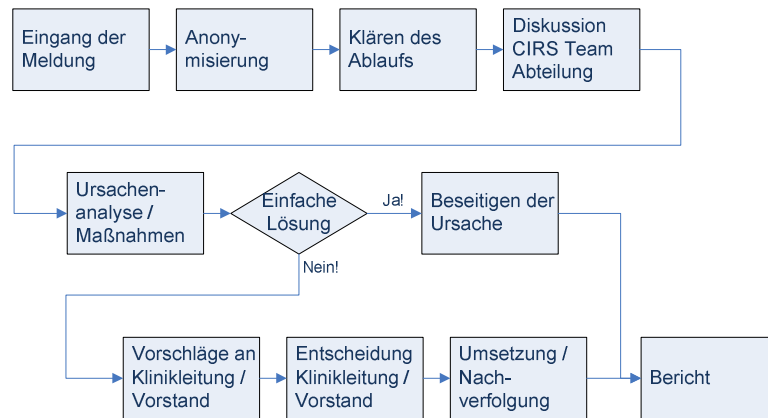 Eingang der
Meldung
Anony-
misierung
Klären des
Ablaufs
Diskussion
CIRS Team
Abteilung
Ursachen-
analyse /
Maßnahmen
Einfache
Lösung
Ja!
Beseitigen der
Ursache
Nein!
Vorschläge an
Klinikleitung /
Vorstand
Entscheidung
Klinikleitung /
Vorstand
Umsetzung /
Nach-
verfolgung
Bericht